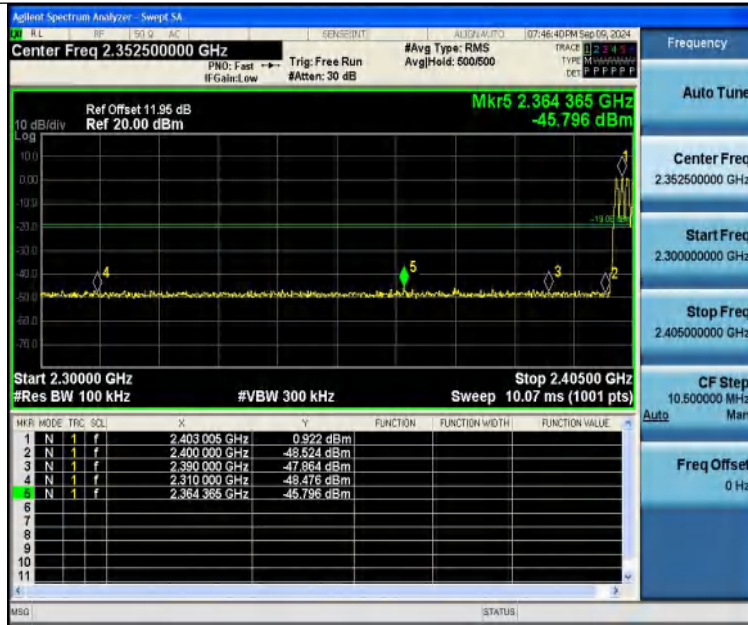 Agilent Spectrum Analyzer - Swept SA
RL RF 50 Ω AC SENSE:INT ALIGN AUTO 07:46:40PM Sep 09, 2024
Center Freq 2.352500000 GHz
PNO: Fast
IFGain:Low
Trig: Free Run
#Atten: 30 dB
#Avg Type: RMS
Avg|Hold: 500/500
TRACE 1 2 3 4 5
TYPE M
DET P P P P P P
Ref Offset 11.95 dB
10 dB/div Ref 20.00 dBm
Log
Mkr5 2.364 365 GHz
-45.796 dBm
10.0
0.00
-10.0
-20.0
-30.0
-40.0
-50.0
-60.0
-70.0
1
4
5
3
2
Start 2.30000 GHz
Stop 2.40500 GHz
#Res BW 100 kHz #VBW 300 kHz Sweep 10.07 ms (1001 pts)
MKR MODE TRC SCL X Y FUNCTION FUNCTION WIDTH FUNCTION VALUE
1 N 1 f 2.403 005 GHz 0.922 dBm
2 N 1 f 2.400 000 GHz -48.524 dBm
3 N 1 f 2.390 000 GHz -47.864 dBm
4 N 1 f 2.310 000 GHz -48.476 dBm
5 N 1 f 2.364 365 GHz -45.796 dBm
6
7
8
9
10
11
MSG STATUS
Frequency
Auto Tune
Center Freq
2.352500000 GHz
Start Freq
2.300000000 GHz
Stop Freq
2.405000000 GHz
CF Step
10.500000 MHz
Auto Man
Freq Offset
0 Hz